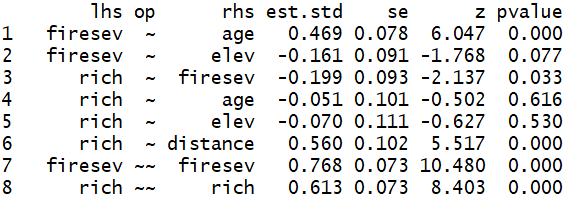 lhs op rhs est.std se z pvalue
1 firesev ~ age 0.469 0.078 6.047 0.000
2 firesev ~ elev -0.161 0.091 -1.768 0.077
3 rich ~ firesev -0.199 0.093 -2.137 0.033
4 rich ~ age -0.051 0.101 -0.502 0.616
5 rich ~ elev -0.070 0.111 -0.627 0.530
6 rich ~ distance 0.560 0.102 5.517 0.000
7 firesev ~~ firesev 0.768 0.073 10.480 0.000
8 rich ~~ rich 0.613 0.073 8.403 0.000